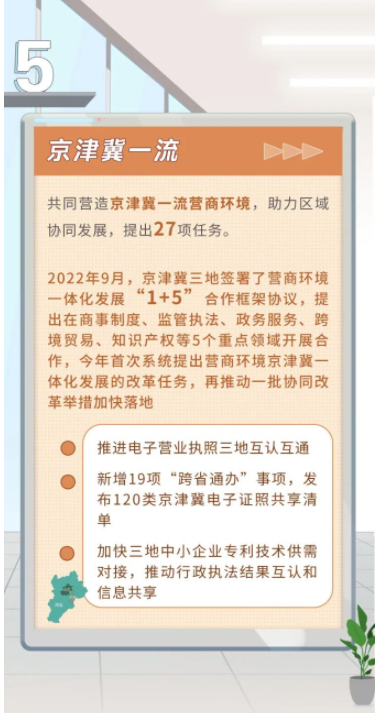 5
京津冀一流
共同营造京津冀一流营商环境，助力区域
协同发展，提出27项任务。
2022年9月，京津冀三地签署了营商环境
一体化发展“1+5”合作框架协议，提
出在商事制度、监管执法、政务服务、跨
境贸易、知识产权等5个重点领域开展合
作，今年首次系统提出营商环境京津冀一
体化发展的改革任务，再推动一批协同改
革举措加快落地
推进电子营业执照三地互认互通
新增19项“跨省通办”事项，发
布120类京津冀电子证照共享清
单
加快三地中小企业专利技术供需
对接，推动行政执法结果互认和
信息共享